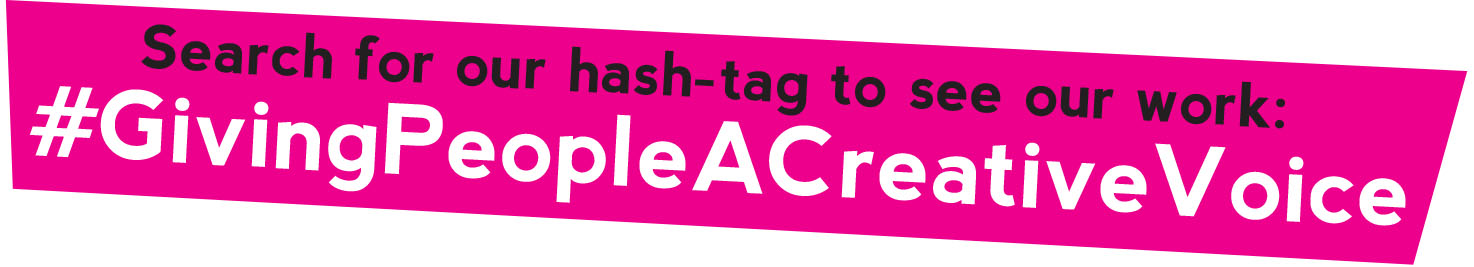 Search for our hash-tag to see our work:
#GivingPeopleACreativeVoice